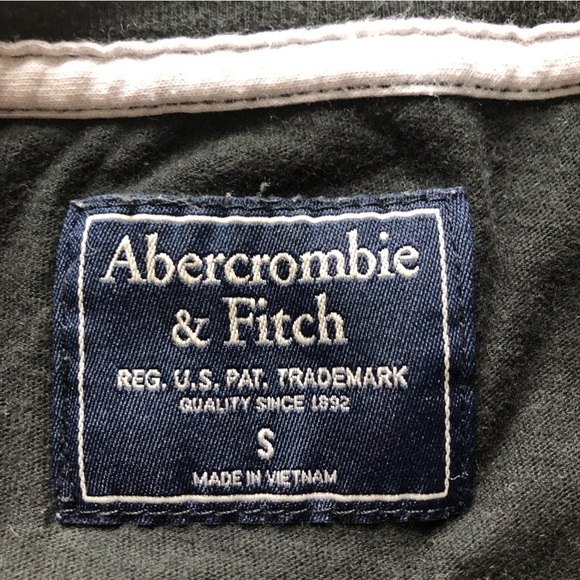 Abercrombie
& Fitch
REG. U.S. PAT. TRADEMARK
QUALITY SINCE 1892
S
MADE IN VIETNAM